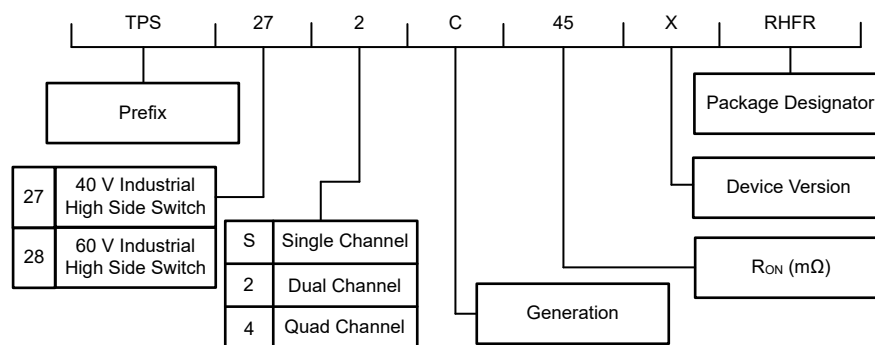 TPS 27 2 C 45 X RHFR
Prefix
Package Designator
27 40 V Industrial
High Side Switch
28 60 V Industrial
High Side Switch
S Single Channel
2 Dual Channel
4 Quad Channel
Device Version
RON (mΩ)
Generation